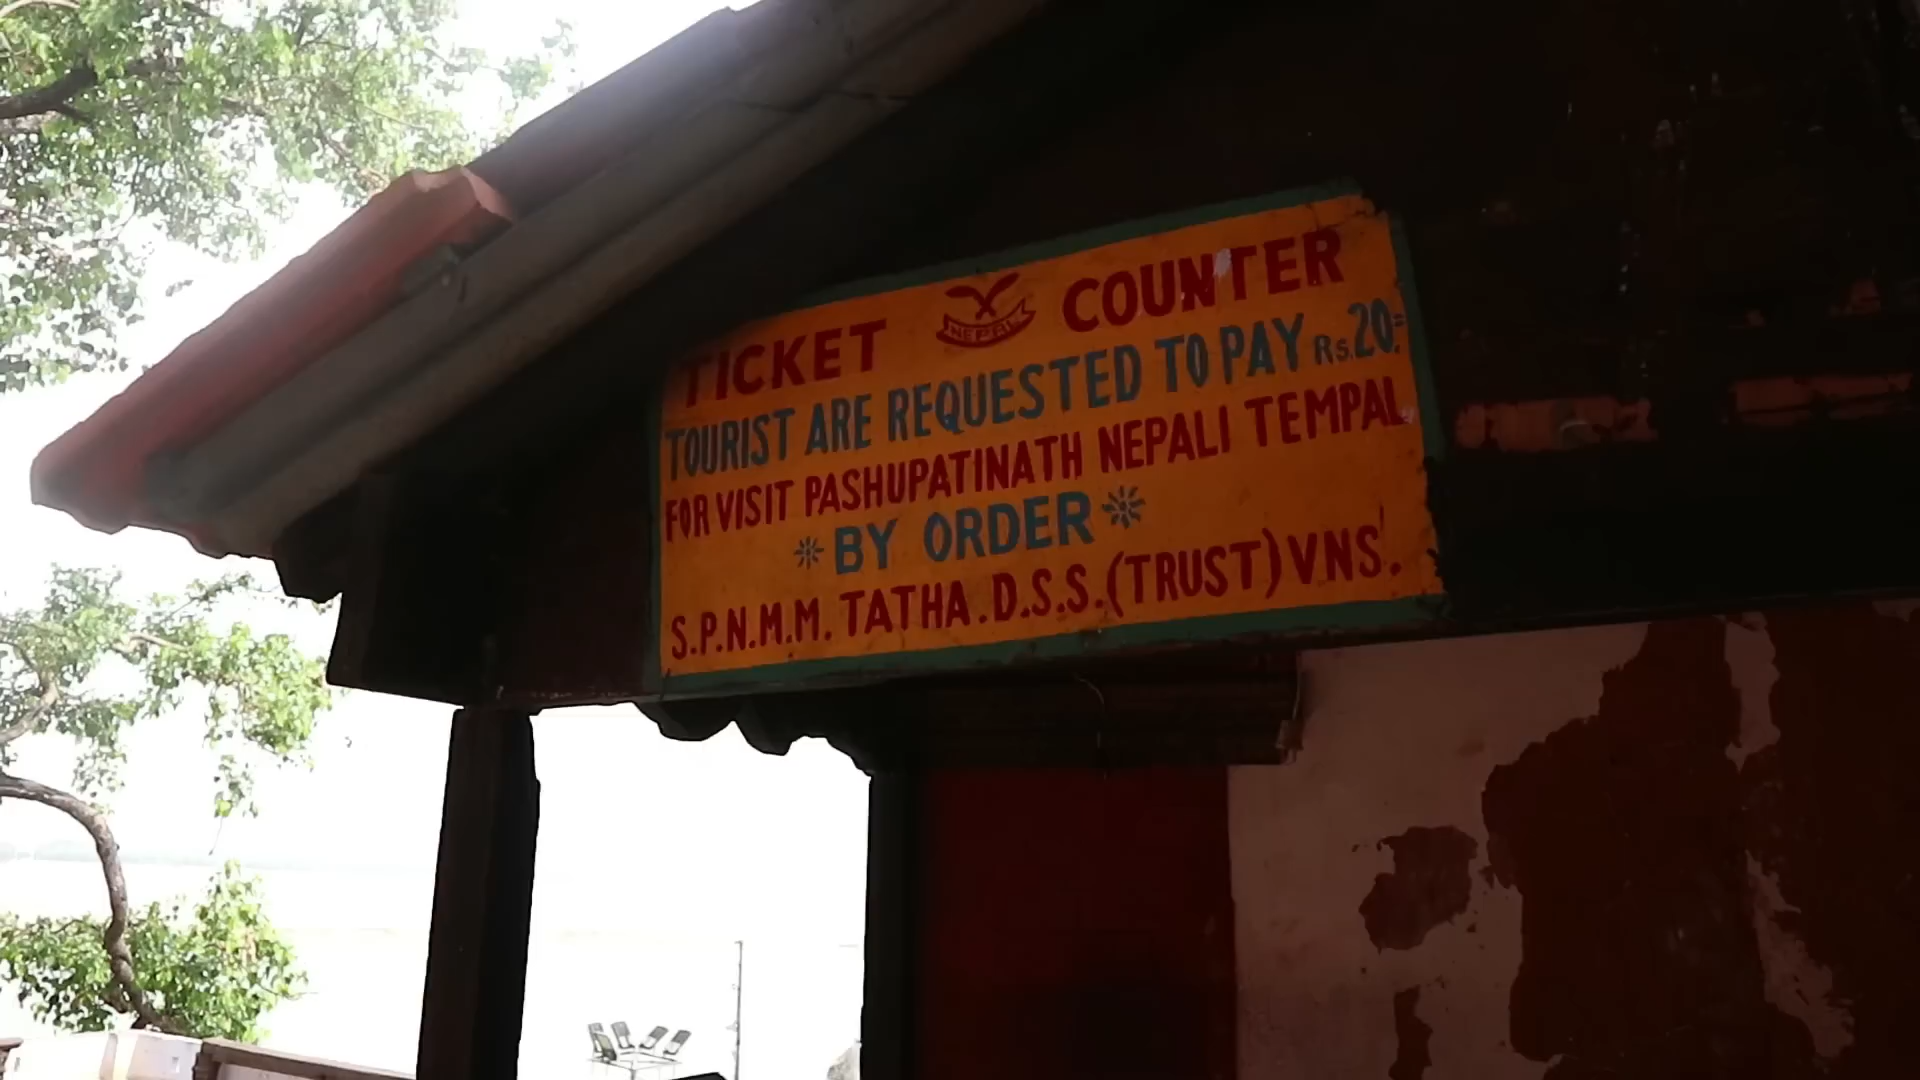 TICKET NEPAL COUNTER
TOURIST ARE REQUESTED TO PAY Rs.20=
FOR VISIT PASHUPATINATH NEPALI TEMPAL
BY ORDER
S.P.N.M.M. TATHA.D.S.S.(TRUST) VNS.